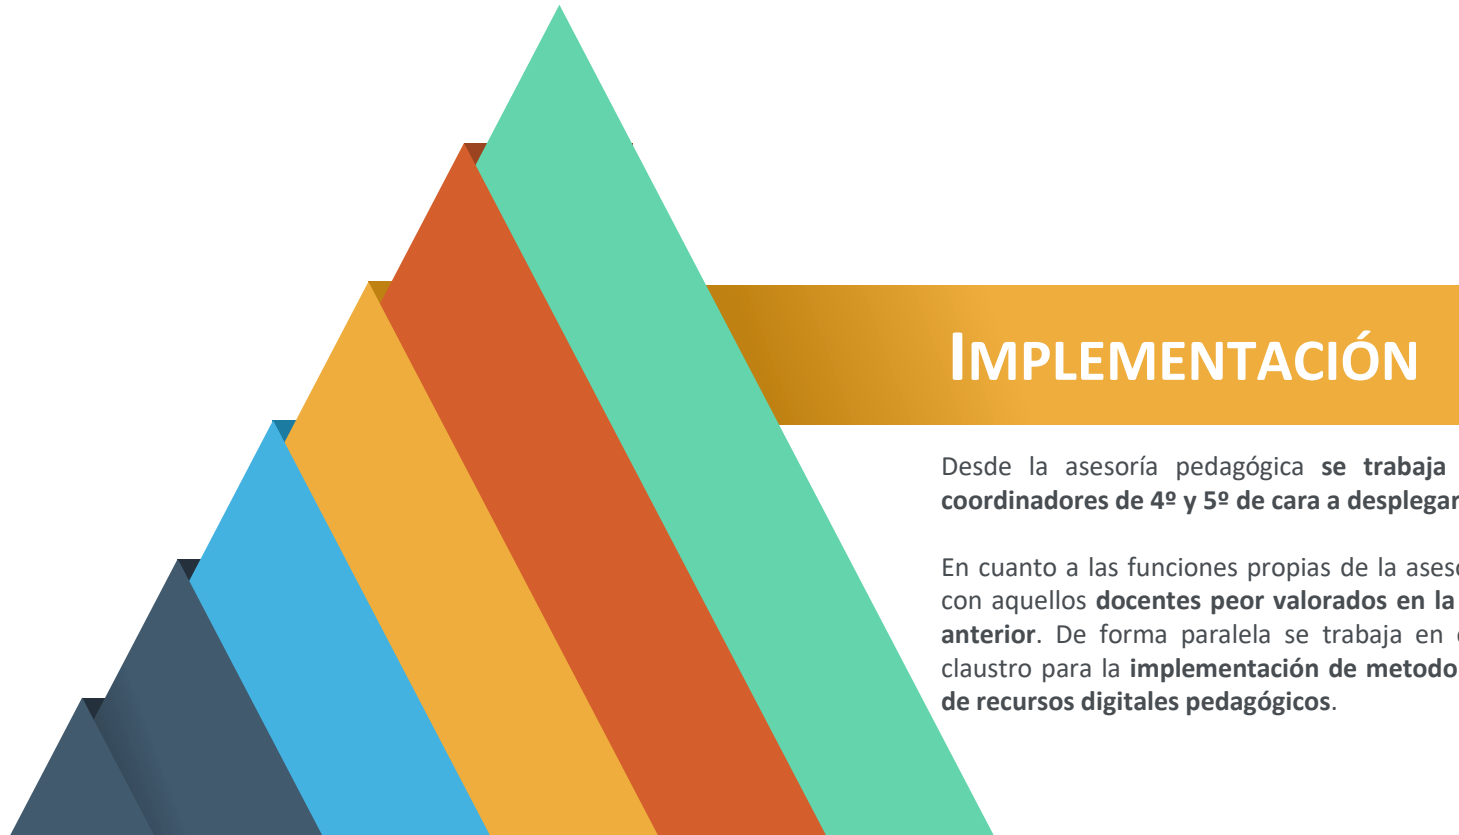 IMPLEMENTACIÓN
Desde la asesoría pedagógica se trabaja
coordinadores de 4º y 5º de cara a desplegar
En cuanto a las funciones propias de la aseso
con aquellos docentes peor valorados en la
anterior. De forma paralela se trabaja en
claustro para la implementación de metodo
de recursos digitales pedagógicos.